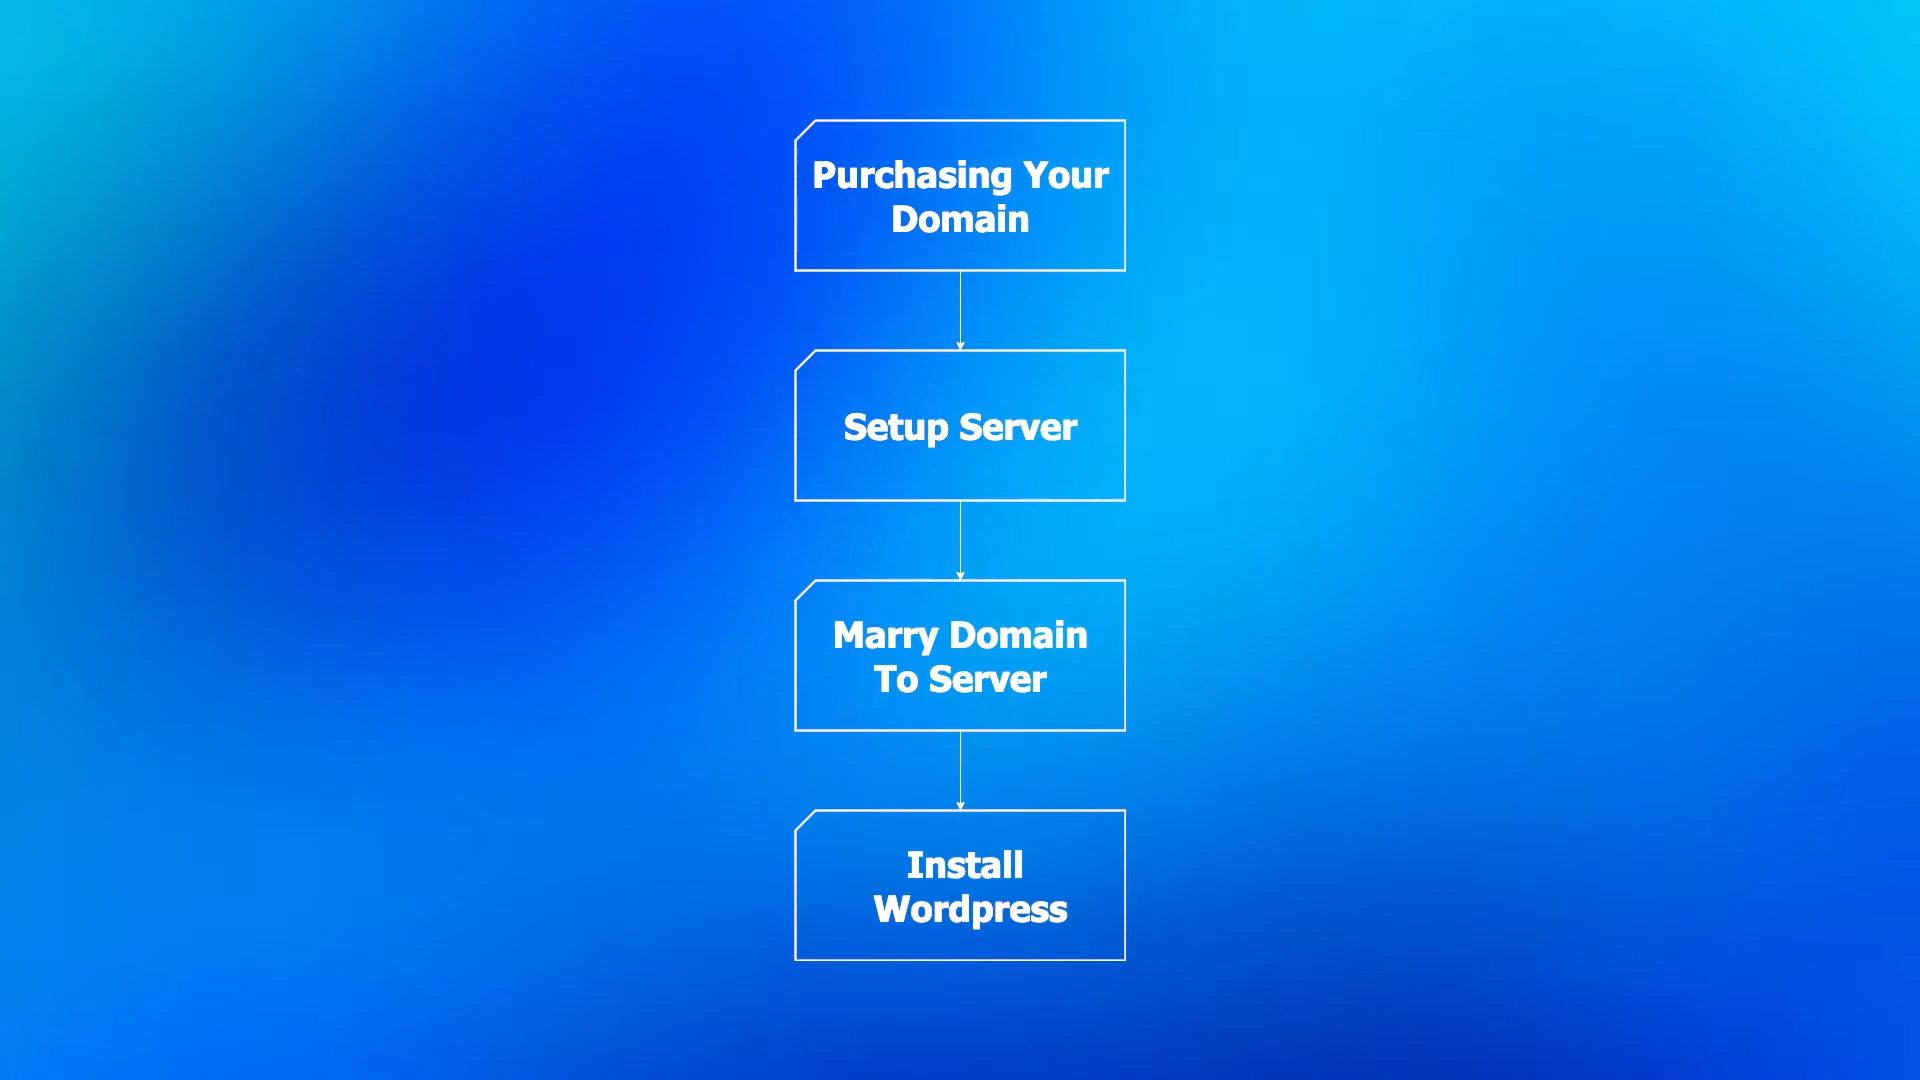 Purchasing Your
Domain
Setup Server
Marry Domain
To Server
Install
Wordpress